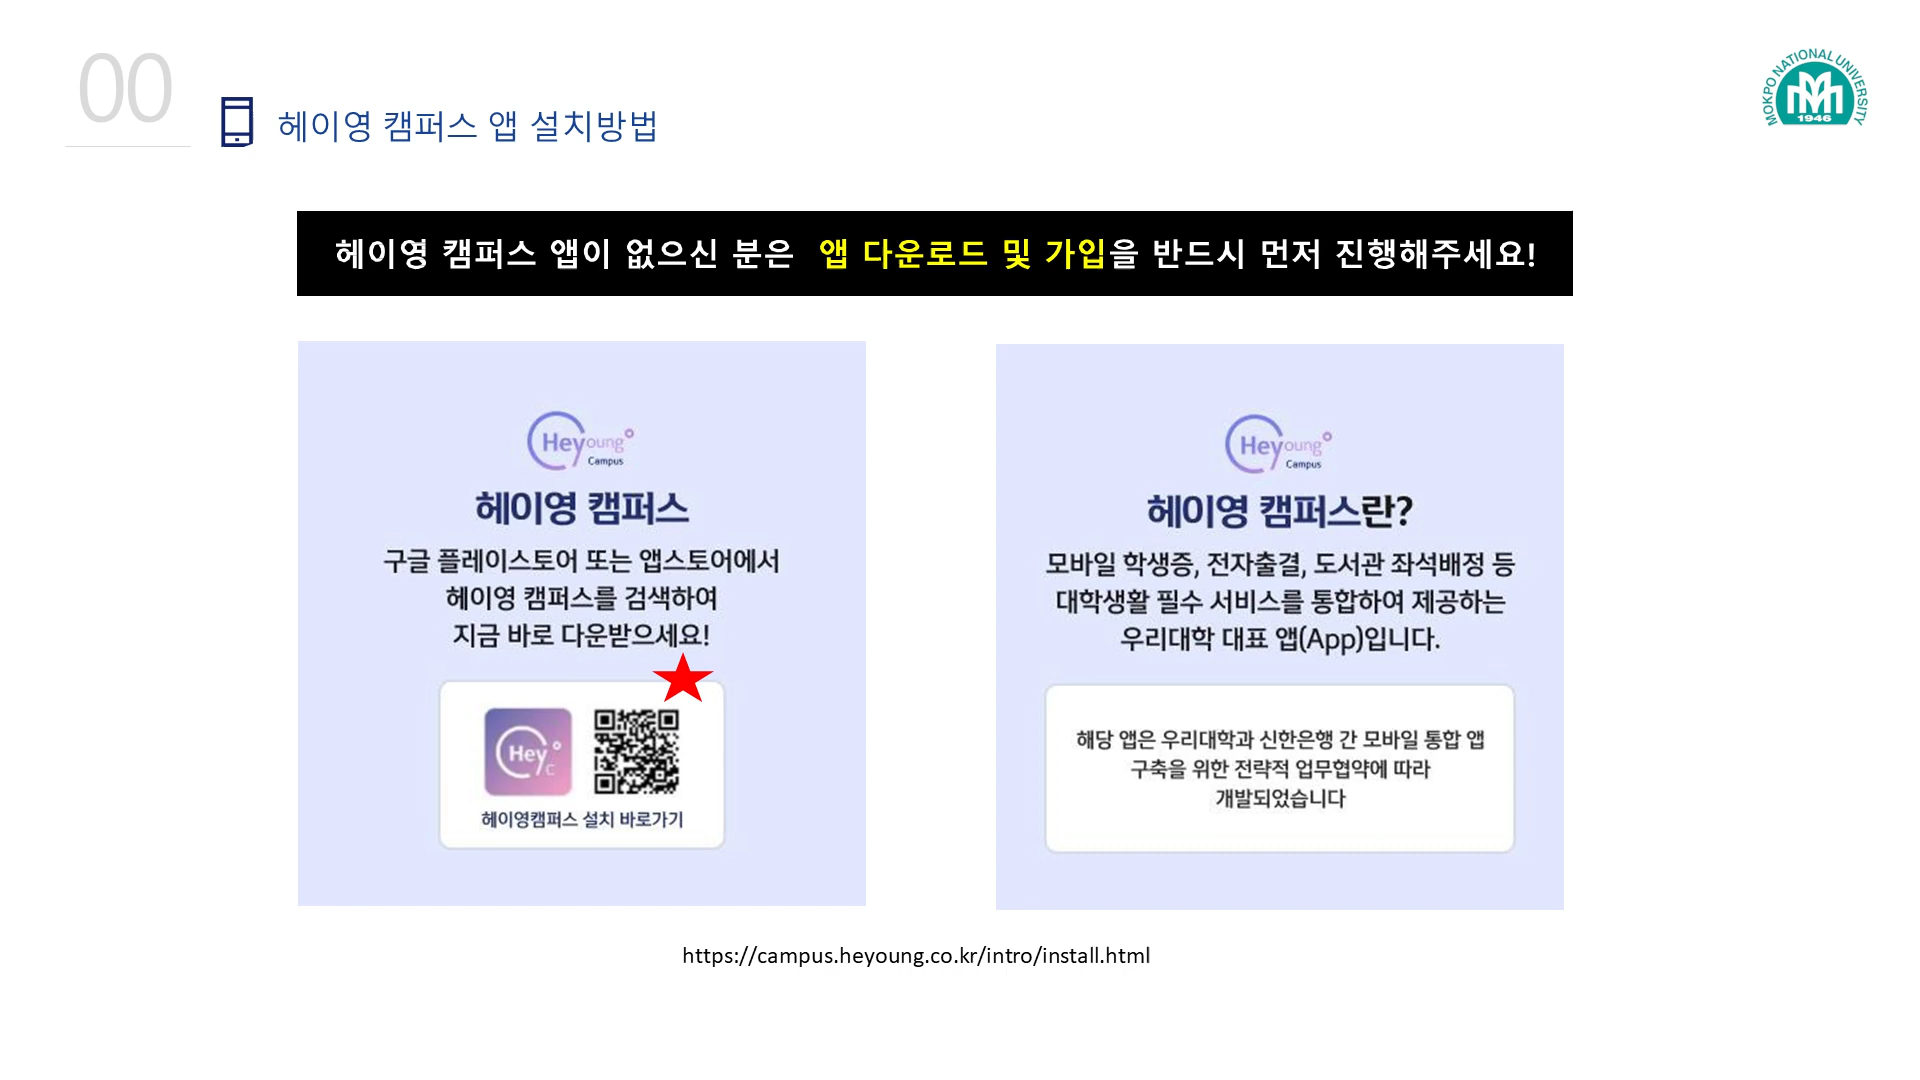 00
헤이영 캠퍼스 앱 설치방법
MOKPO NATIONAL UNIVERSITY
1946
헤이영 캠퍼스 앱이 없으신 분은 앱 다운로드 및 가입을 반드시 먼저 진행해주세요!
Heyoung
Campus
헤이영 캠퍼스
구글 플레이스토어 또는 앱스토어에서
헤이영 캠퍼스를 검색하여
지금 바로 다운받으세요!
Hey
C
헤이영캠퍼스 설치 바로가기
Heyoung
Campus
헤이영 캠퍼스란?
모바일 학생증, 전자출결, 도서관 좌석배정 등
대학생활 필수 서비스를 통합하여 제공하는
우리대학 대표 앱(App)입니다.
해당 앱은 우리대학과 신한은행 간 모바일 통합 앱
구축을 위한 전략적 업무협약에 따라
개발되었습니다
https://campus.heyoung.co.kr/intro/install.html